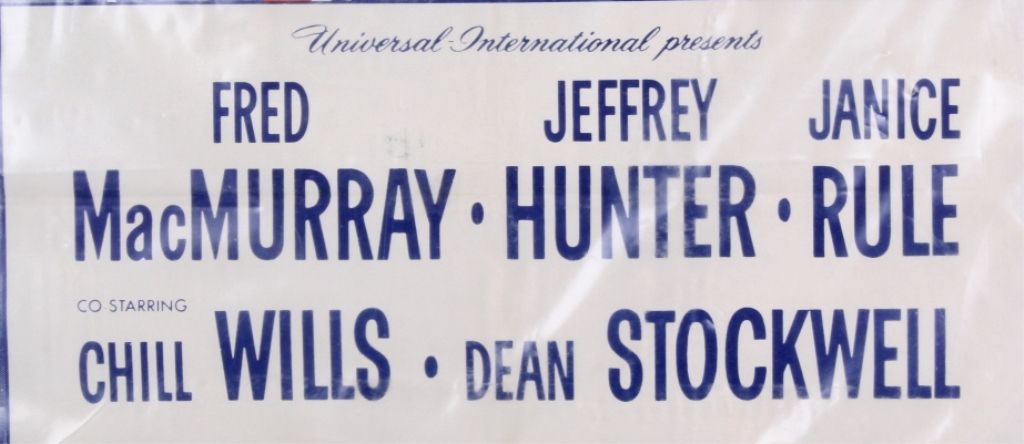 Universal-International presents
FRED JEFFREY JANICE
MacMURRAY • HUNTER • RULE
CO STARRING
CHILL WILLS • DEAN STOCKWELL